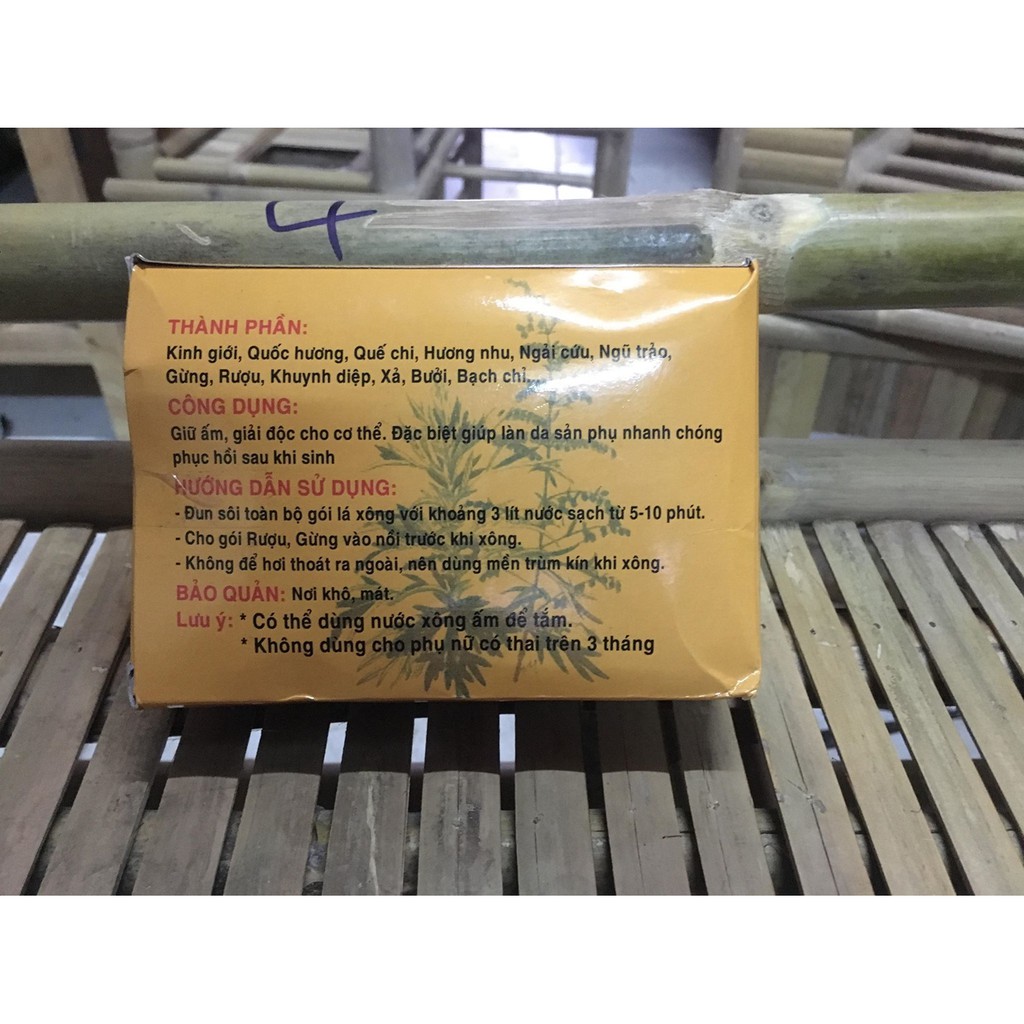 4
THÀNH PHẦN:
Kinh giới, Quốc hương, Quế chi, Hương nhu, Ngải cứu, Ngũ trảo,
Gừng, Rượu, Khuynh diệp, Xả, Bưởi, Bạch chỉ...
CÔNG DỤNG:
Giữ ấm, giải độc cho cơ thể. Đặc biệt giúp làn da sản phụ nhanh chóng
phục hồi sau khi sinh
HƯỚNG DẪN SỬ DỤNG:
- Đun sôi toàn bộ gói lá xông với khoảng 3 lít nước sạch từ 5-10 phút.
- Cho gói Rượu, Gừng vào nồi trước khi xông.
- Không để hơi thoát ra ngoài, nên dùng mền trùm kín khi xông.
BẢO QUẢN: Nơi khô, mát.
Lưu ý: * Có thể dùng nước xông ấm để tắm.
* Không dùng cho phụ nữ có thai trên 3 tháng